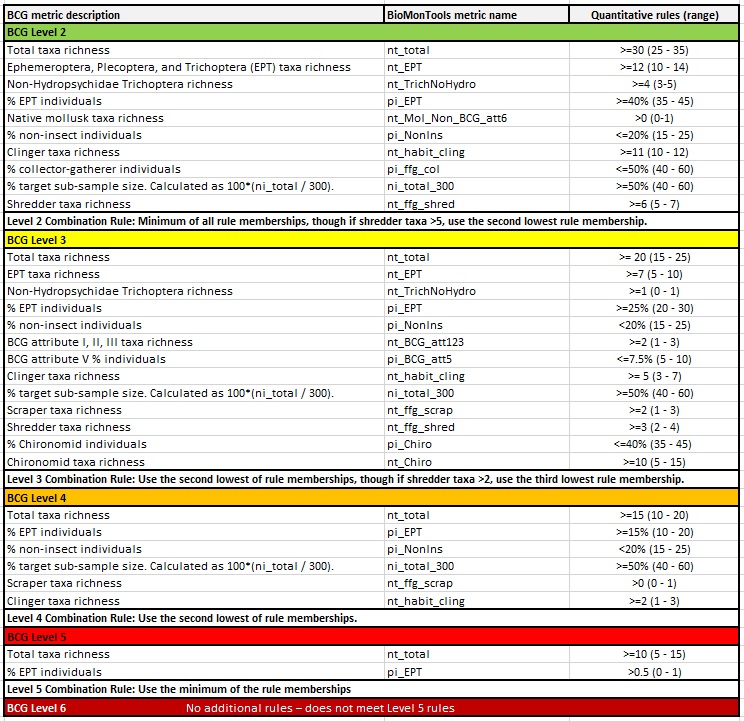 BCG metric description BioMonTools metric name Quantitative rules (range)
BCG Level 2
Total taxa richness nt_total >=30 (25 - 35)
Ephemeroptera, Plecoptera, and Trichoptera (EPT) taxa richness nt_EPT >=12 (10 - 14)
Non-Hydropsychidae Trichoptera richness nt_TrichNoHydro >=4 (3-5)
% EPT individuals pi_EPT >=40% (35 - 45)
Native mollusk taxa richness nt_Mol_Non_BCG_att6 >0 (0-1)
% non-insect individuals pi_NonIns <=20% (15 - 25)
Clinger taxa richness nt_habit_cling >=11 (10 - 12)
% collector-gatherer individuals pi_ffg_col <=50% (40 - 60)
% target sub-sample size. Calculated as 100*(ni_total / 300). ni_total_300 >=50% (40 - 60)
Shredder taxa richness nt_ffg_shred >=6 (5 - 7)
Level 2 Combination Rule: Minimum of all rule memberships, though if shredder taxa >5, use the second lowest rule membership.
BCG Level 3
Total taxa richness nt_total >= 20 (15 - 25)
EPT taxa richness nt_EPT >=7 (5 - 10)
Non-Hydropsychidae Trichoptera richness nt_TrichNoHydro >=1 (0 - 1)
% EPT individuals pi_EPT >=25% (20 - 30)
% non-insect individuals pi_NonIns <20% (15 - 25)
BCG attribute I, II, III taxa richness nt_BCG_att123 >=2 (1 - 3)
BCG attribute V % individuals pi_BCG_att5 <=7.5% (5 - 10)
Clinger taxa richness nt_habit_cling >= 5 (3 - 7)
% target sub-sample size. Calculated as 100*(ni_total / 300). ni_total_300 >=50% (40 - 60)
Scraper taxa richness nt_ffg_scrap >=2 (1 - 3)
Shredder taxa richness nt_ffg_shred >=3 (2 - 4)
% Chironomid individuals pi_Chiro <=40% (35 - 45)
Chironomid taxa richness nt_Chiro >=10 (5 - 15)
Level 3 Combination Rule: Use the second lowest of rule memberships, though if shredder taxa >2, use the third lowest rule membership.
BCG Level 4
Total taxa richness nt_total >=15 (10 - 20)
% EPT individuals pi_EPT >=15% (10 - 20)
% non-insect individuals pi_NonIns <20% (15 - 25)
% target sub-sample size. Calculated as 100*(ni_total / 300). ni_total_300 >=50% (40 - 60)
Scraper taxa richness nt_ffg_scrap >0 (0 - 1)
Clinger taxa richness nt_habit_cling >=2 (1 - 3)
Level 4 Combination Rule: Use the second lowest of rule memberships.
BCG Level 5
Total taxa richness nt_total >=10 (5 - 15)
% EPT individuals pi_EPT >0.5 (0 - 1)
Level 5 Combination Rule: Use the minimum of the rule memberships
BCG Level 6 No additional rules – does not meet Level 5 rules